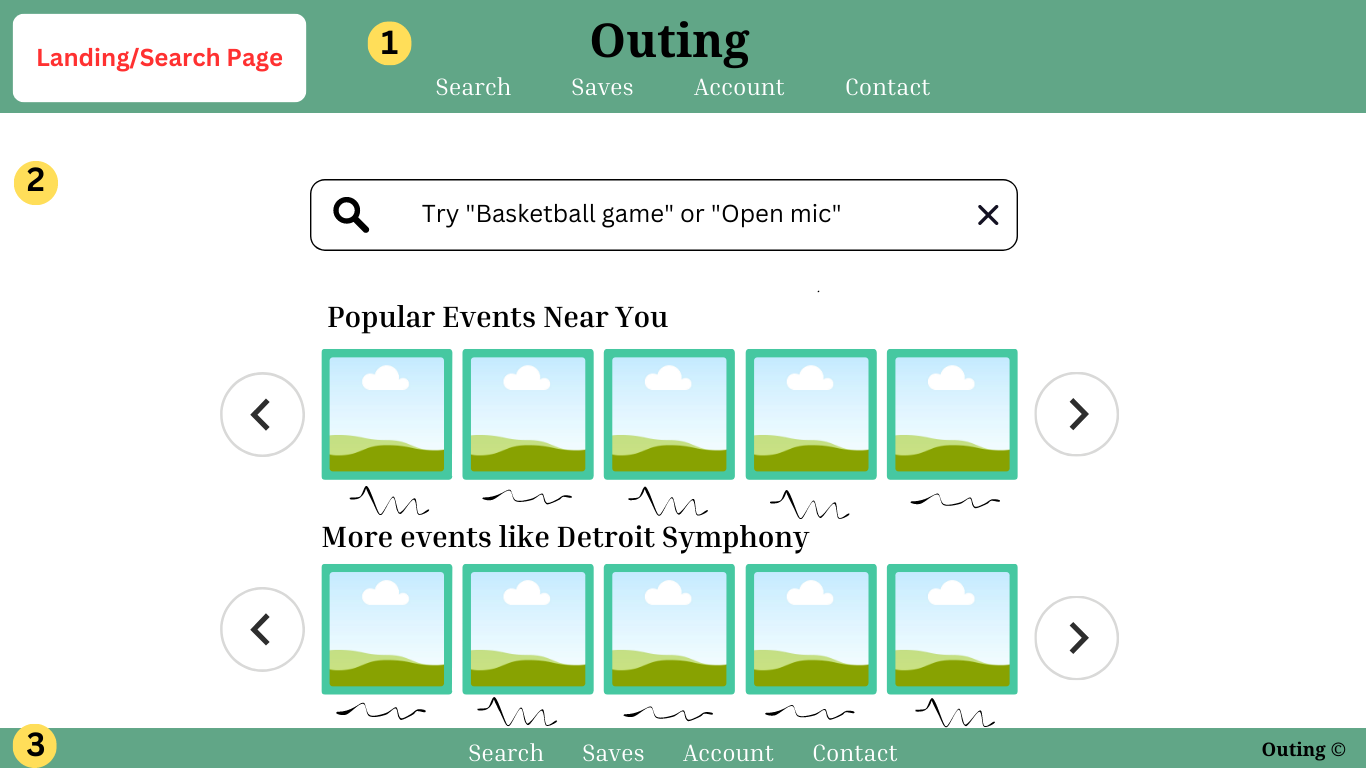 Landing/Search Page
1
Outing
Search Saves Account Contact
2
Try "Basketball game" or "Open mic"
Popular Events Near You
More events like Detroit Symphony
3
Search Saves Account Contact
Outing ©